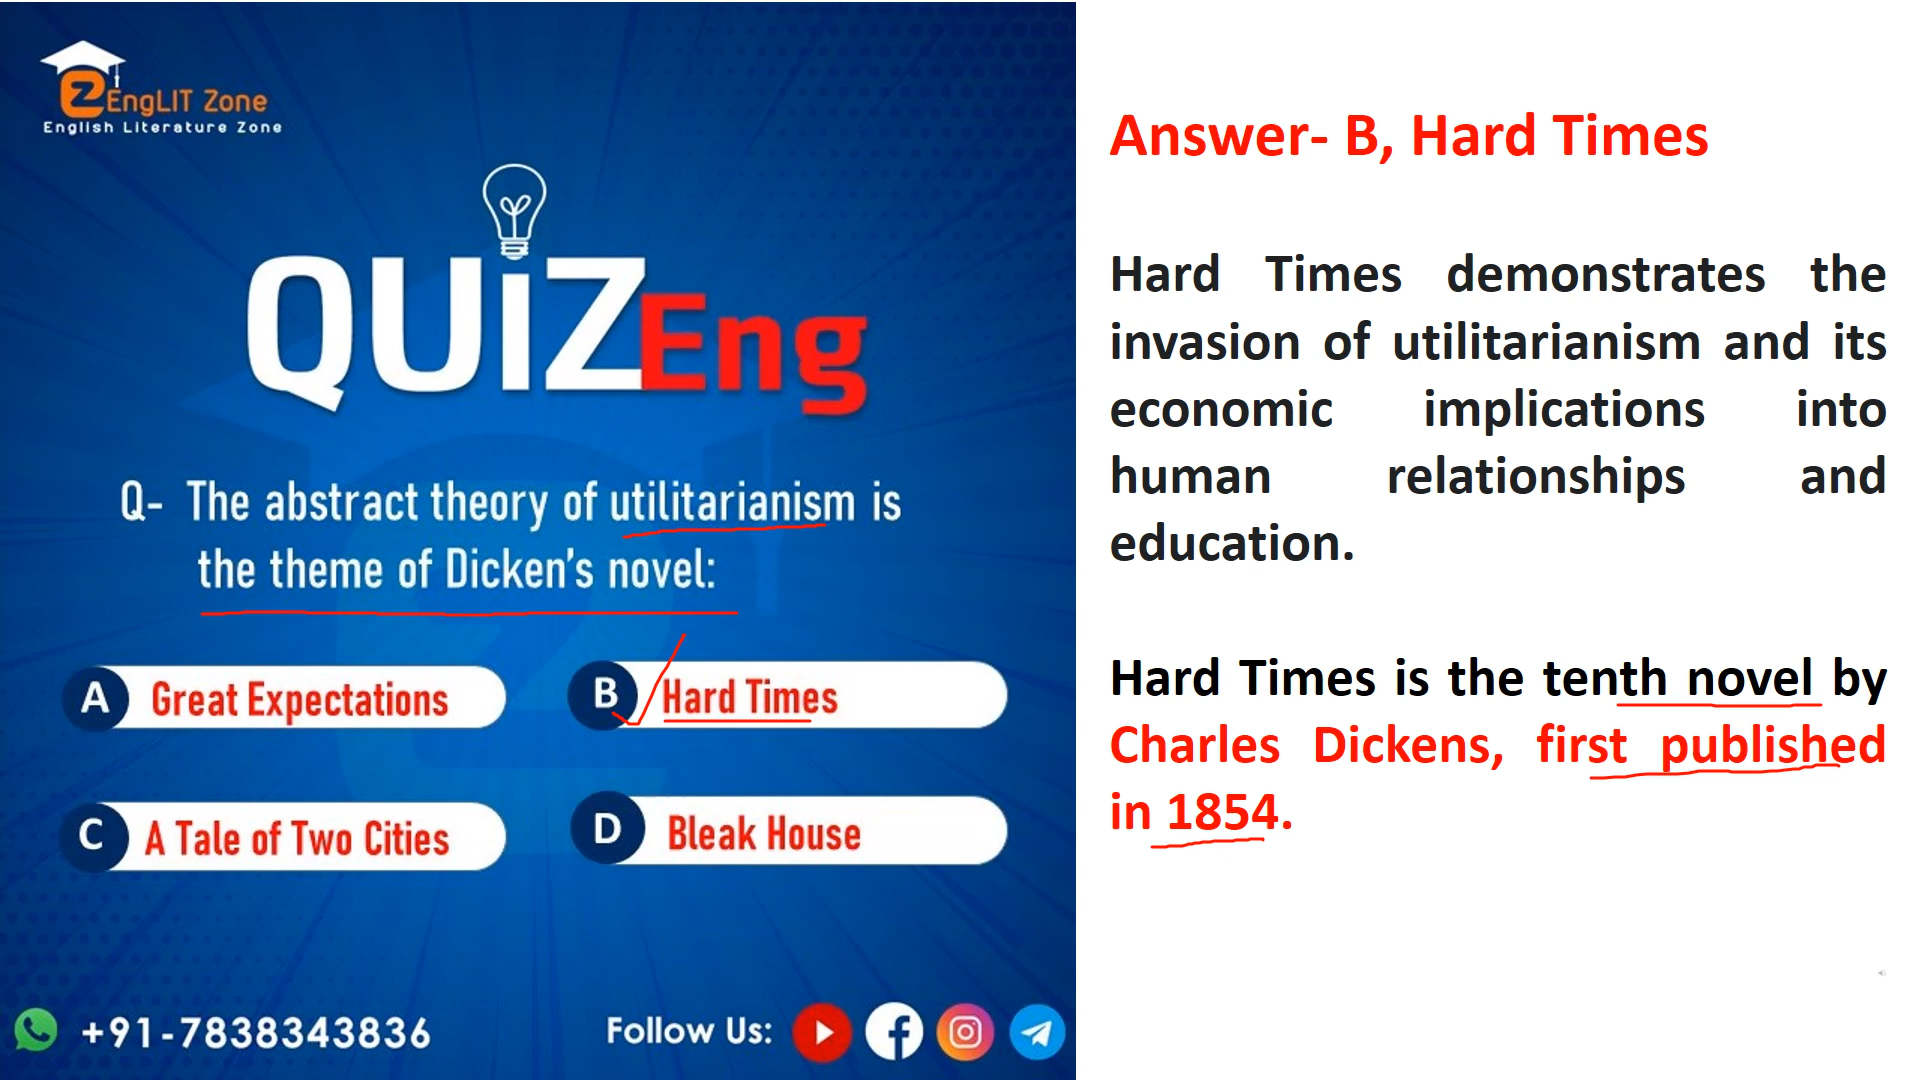 EngLIT Zone
English Literature Zone
QUiZEng
Q- The abstract theory of utilitarianism is
the theme of Dicken's novel:
A Great Expectations
B Hard Times
C A Tale of Two Cities
D Bleak House
+91-7838343836
Follow Us:
Answer- B, Hard Times
Hard Times demonstrates the
invasion of utilitarianism and its
economic implications into
human relationships and
education.
Hard Times is the tenth novel by
Charles Dickens, first published
in 1854.